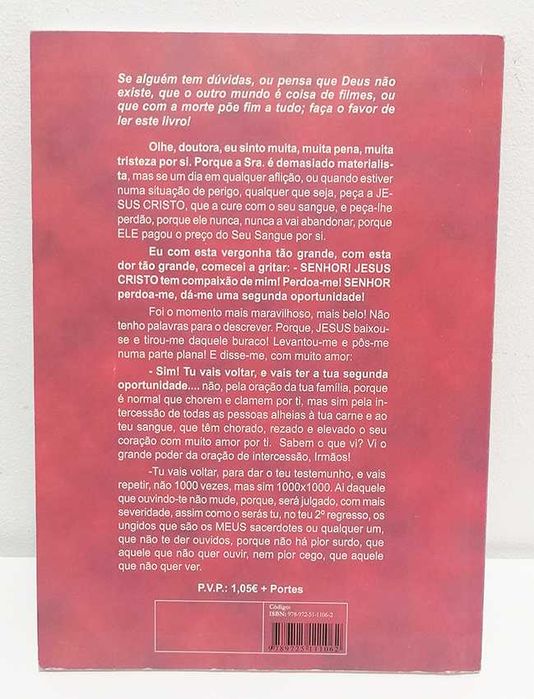 Se alguém tem dúvidas, ou pensa que Deus não
existe, que o outro mundo é coisa de filmes, ou
que com a morte põe fim a tudo; faça o favor de
ler este livro!
Olhe, doutora, eu sinto muita, muita pena, muita
tristeza por si. Porque a Sra. é demasiado materialis-
ta, mas se um dia em qualquer aflição, ou quando estiver
numa situação de perigo, qualquer que seja, peça a JE-
SUS CRISTO, que a cure com o seu sangue, e peça-lhe
perdão, porque ele nunca, nunca a vai abandonar, porque
ELE pagou o preço do Seu Sangue por si.
Eu com esta vergonha tão grande, com esta
dor tão grande, comecei a gritar: - SENHOR! JESUS
CRISTO tem compaixão de mim! Perdoa-me! SENHOR
perdoa-me, dá-me uma segunda oportunidade!
Foi o momento mais maravilhoso, mais belo! Não
tenho palavras para o descrever. Porque, JESUS baixou-
se e tirou-me daquele buraco! Levantou-me e pôs-me
numa parte plana! E disse-me, com muito amor:
- Sim! Tu vais voltar, e vais ter a tua segunda
oportunidade.... não, pela oração da tua família, porque
é normal que chorem e clamem por ti, mas sim pela in-
tercessão de todas as pessoas alheias à tua carne e ao
teu sangue, que têm chorado, rezado e elevado o seu
coração com muito amor por ti. Sabem o que vi? Vi o
grande poder da oração de intercessão, Irmãos!
-Tu vais voltar, para dar o teu testemunho, e vais
repetir, não 1000 vezes, mas sim 1000x1000. Ai daquele
que ouvindo-te não mude, porque, será julgado, com mais
severidade, assim como o serás tu, no teu 2º regresso, os
ungidos que são os MEUS sacerdotes ou qualquer um,
que não te der ouvidos, porque não há pior surdo, que
aquele que não quer ouvir, nem pior cego, que aquele
que não quer ver.
P.V.P.: 1,05€ + Portes
Código:
ISBN: 978-972-51-1106-2
9789725111062